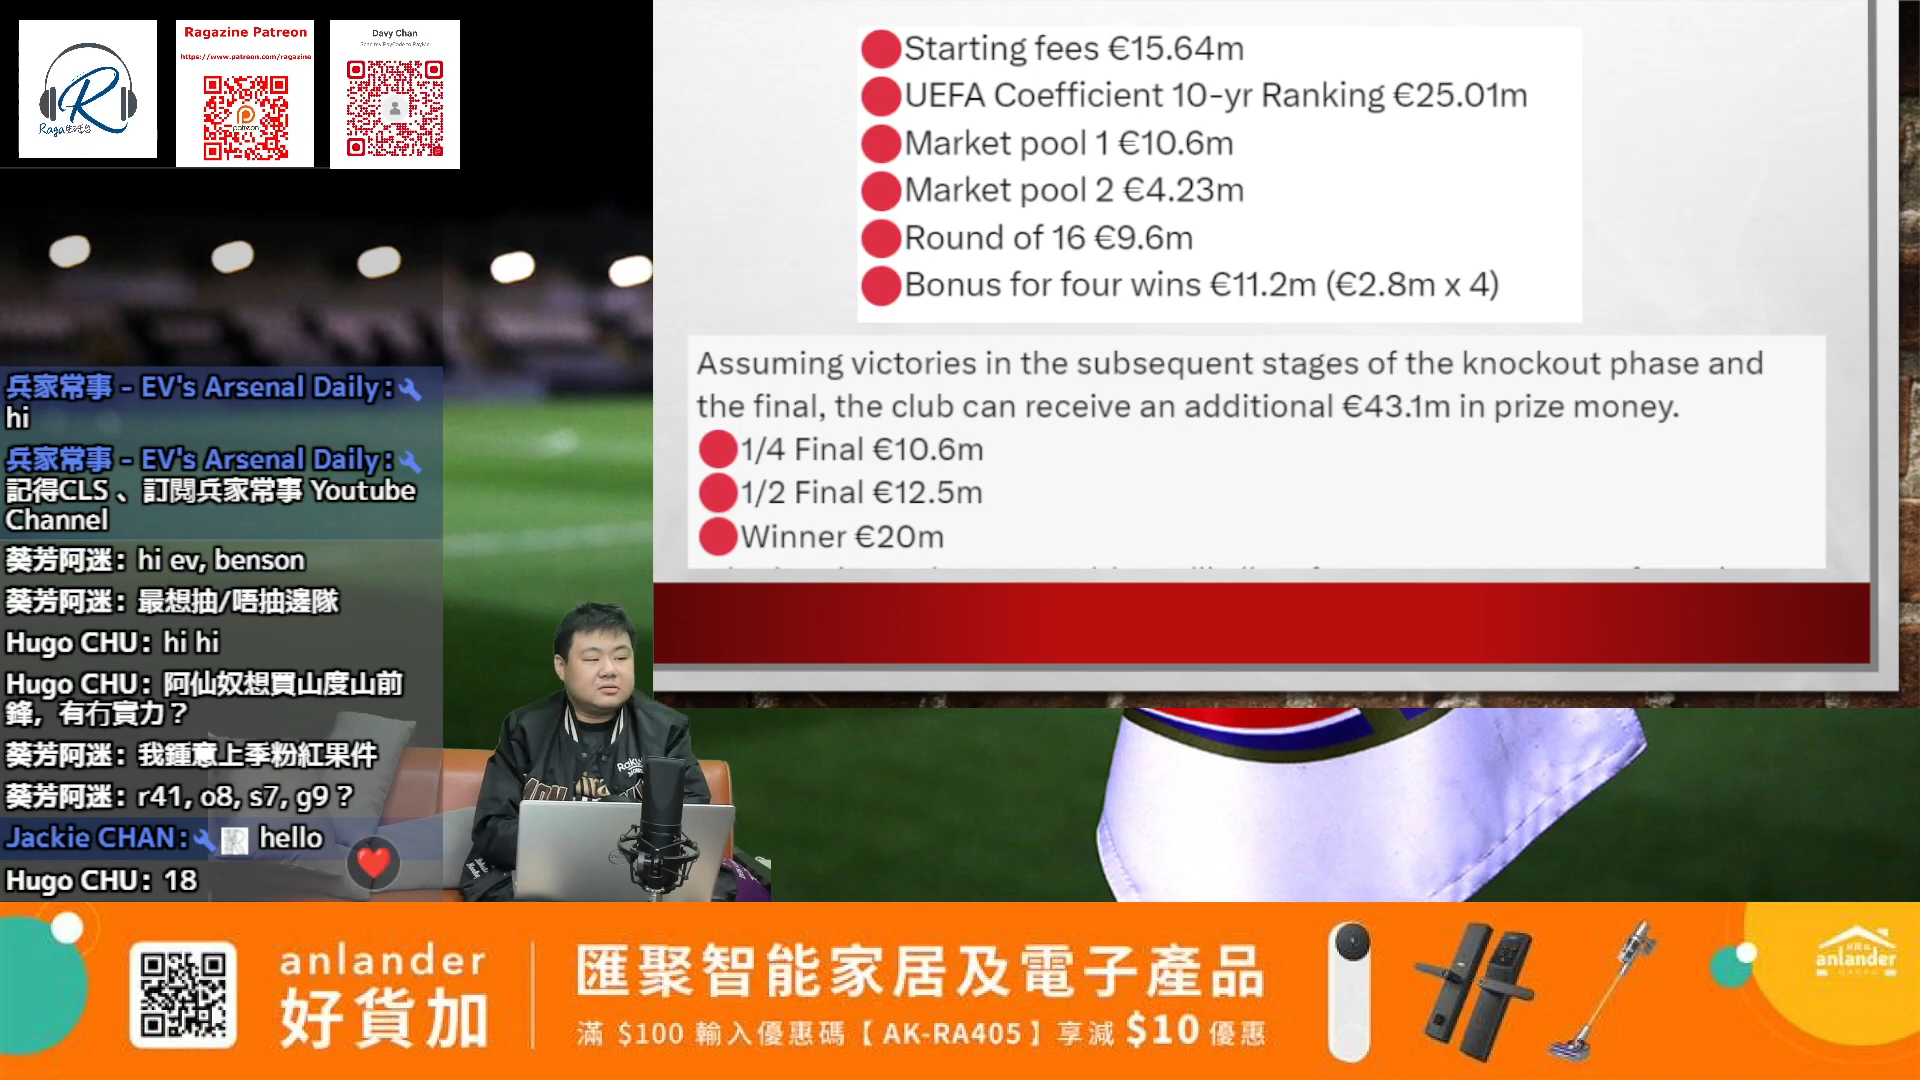 Ragazine Patreon
https://www.patreon.com/ragazine
patreon
Davy Chan
R
Starting fees €15.64m
UEFA Coefficient 10-yr Ranking €25.01m
Market pool 1 €10.6m
Market pool 2 €4.23m
Round of 16 €9.6m
Bonus for four wins €11.2m (€2.8m x 4)
Assuming victories in the subsequent stages of the knockout phase and
the final, the club can receive an additional €43.1m in prize money.
1/4 Final €10.6m
1/2 Final €12.5m
Winner €20m
兵家常事 - EV's Arsenal Daily:
hi
兵家常事 - EV's Arsenal Daily:
記得CLS 、訂閱兵家常事 Youtube
Channel
葵芳阿迷: hi ev, benson
葵芳阿迷: 最想抽/唔抽邊隊
Hugo CHU: hi hi
Hugo CHU: 阿仙奴想買山度山前
鋒，有冇實力？
葵芳阿迷: 我鍾意上季粉紅果件
葵芳阿迷: r41, o8, s7, g9？
Jackie CHAN: hello
Hugo CHU: 18
anlander
好貨加
匯聚智能家居及電子產品
滿 $100 輸入優惠碼【 AK-RA405 】享減 $10 優惠
anlander